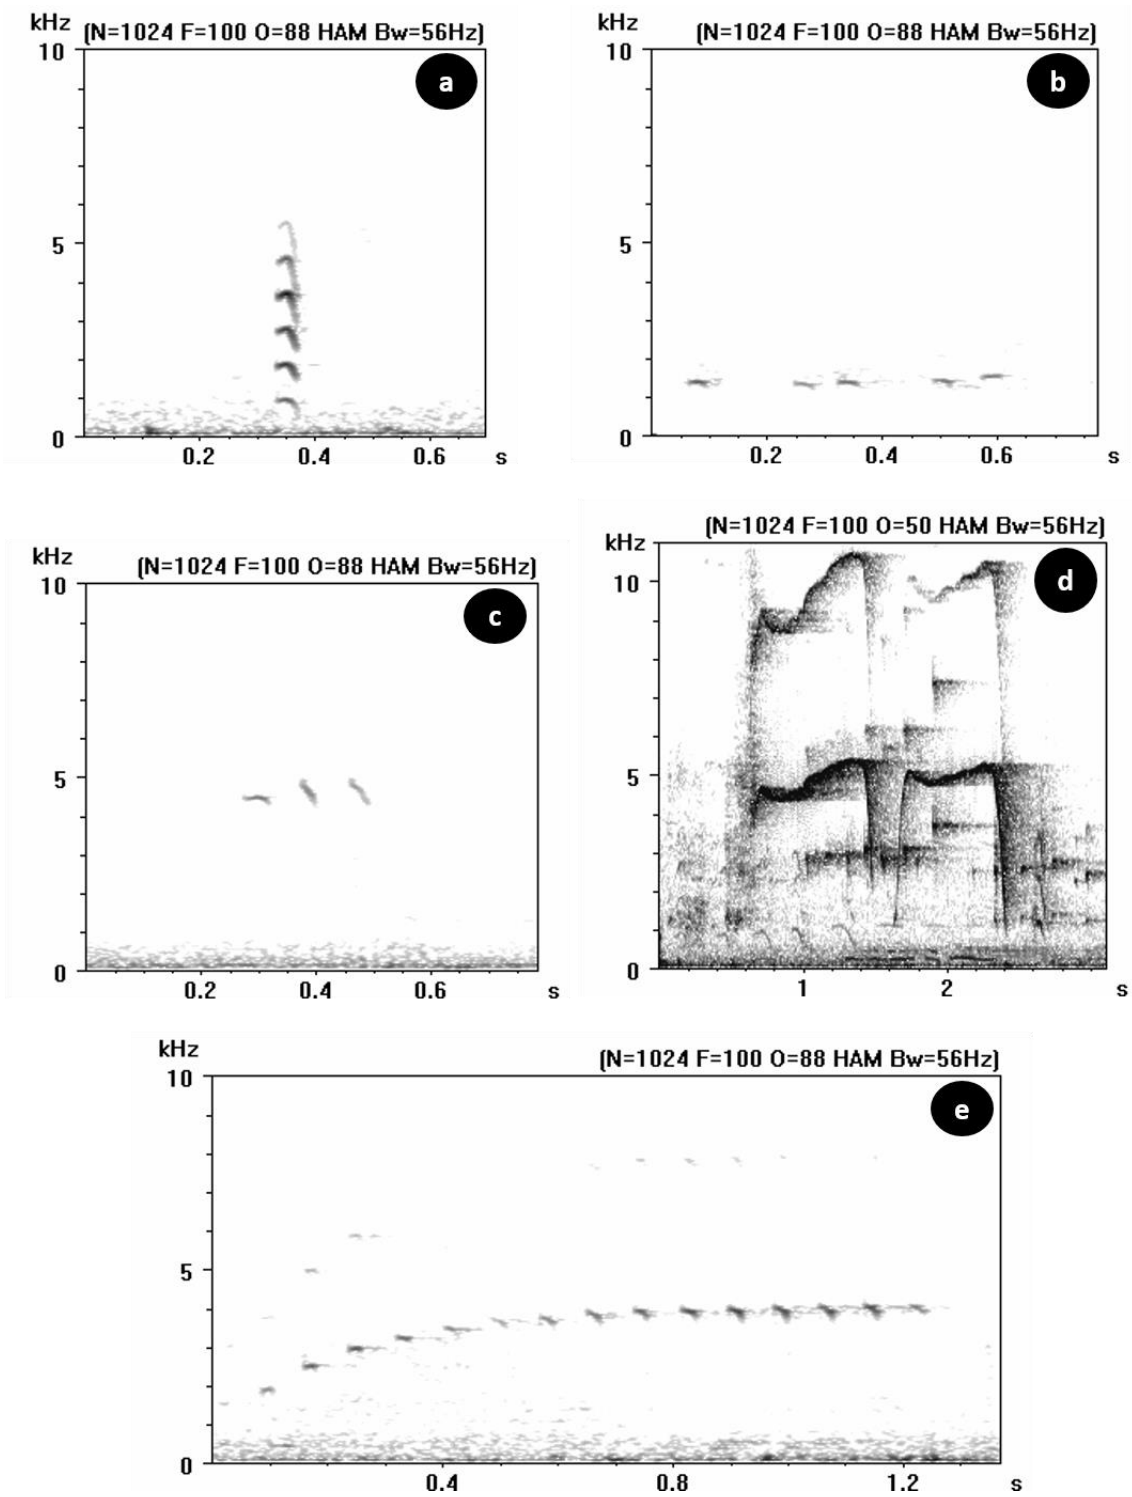 kHz
(N=1024 F=100 O=88 HAM Bw=56Hz)
a
10
5
0
0.2 0.4 0.6 s
kHz
(N=1024 F=100 O=88 HAM Bw=56Hz)
b
10
5
0
0.2 0.4 0.6 s
kHz
(N=1024 F=100 O=88 HAM Bw=56Hz)
c
10
5
0
0.2 0.4 0.6 s
kHz
(N=1024 F=100 O=50 HAM Bw=56Hz)
d
10
5
0
1 2 s
kHz
(N=1024 F=100 O=88 HAM Bw=56Hz)
e
10
5
0
0.4 0.8 1.2 s